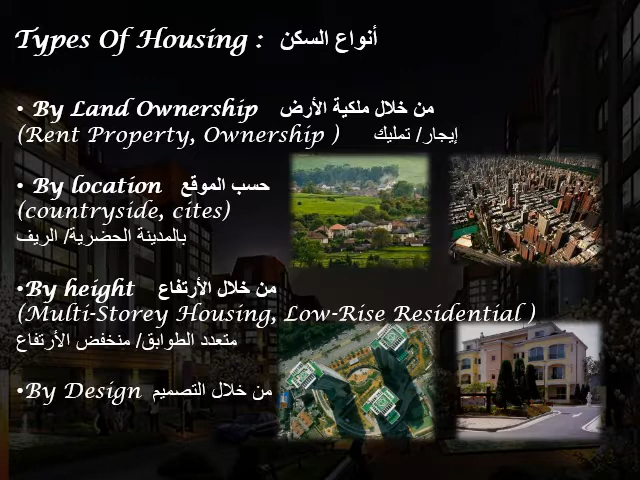 Types Of Housing : أنواع السكن
• By Land Ownership من خلال ملكية الأرض
(Rent Property, Ownership ) إيجار/ تمليك
• By location حسب الموقع
(countryside, cites)
بالمدينة الحضرية/ الريف
•By height من خلال الأرتفاع
(Multi-Storey Housing, Low-Rise Residential )
متعدد الطوابق/ منخفض الأرتفاع
•By Design من خلال التصميم